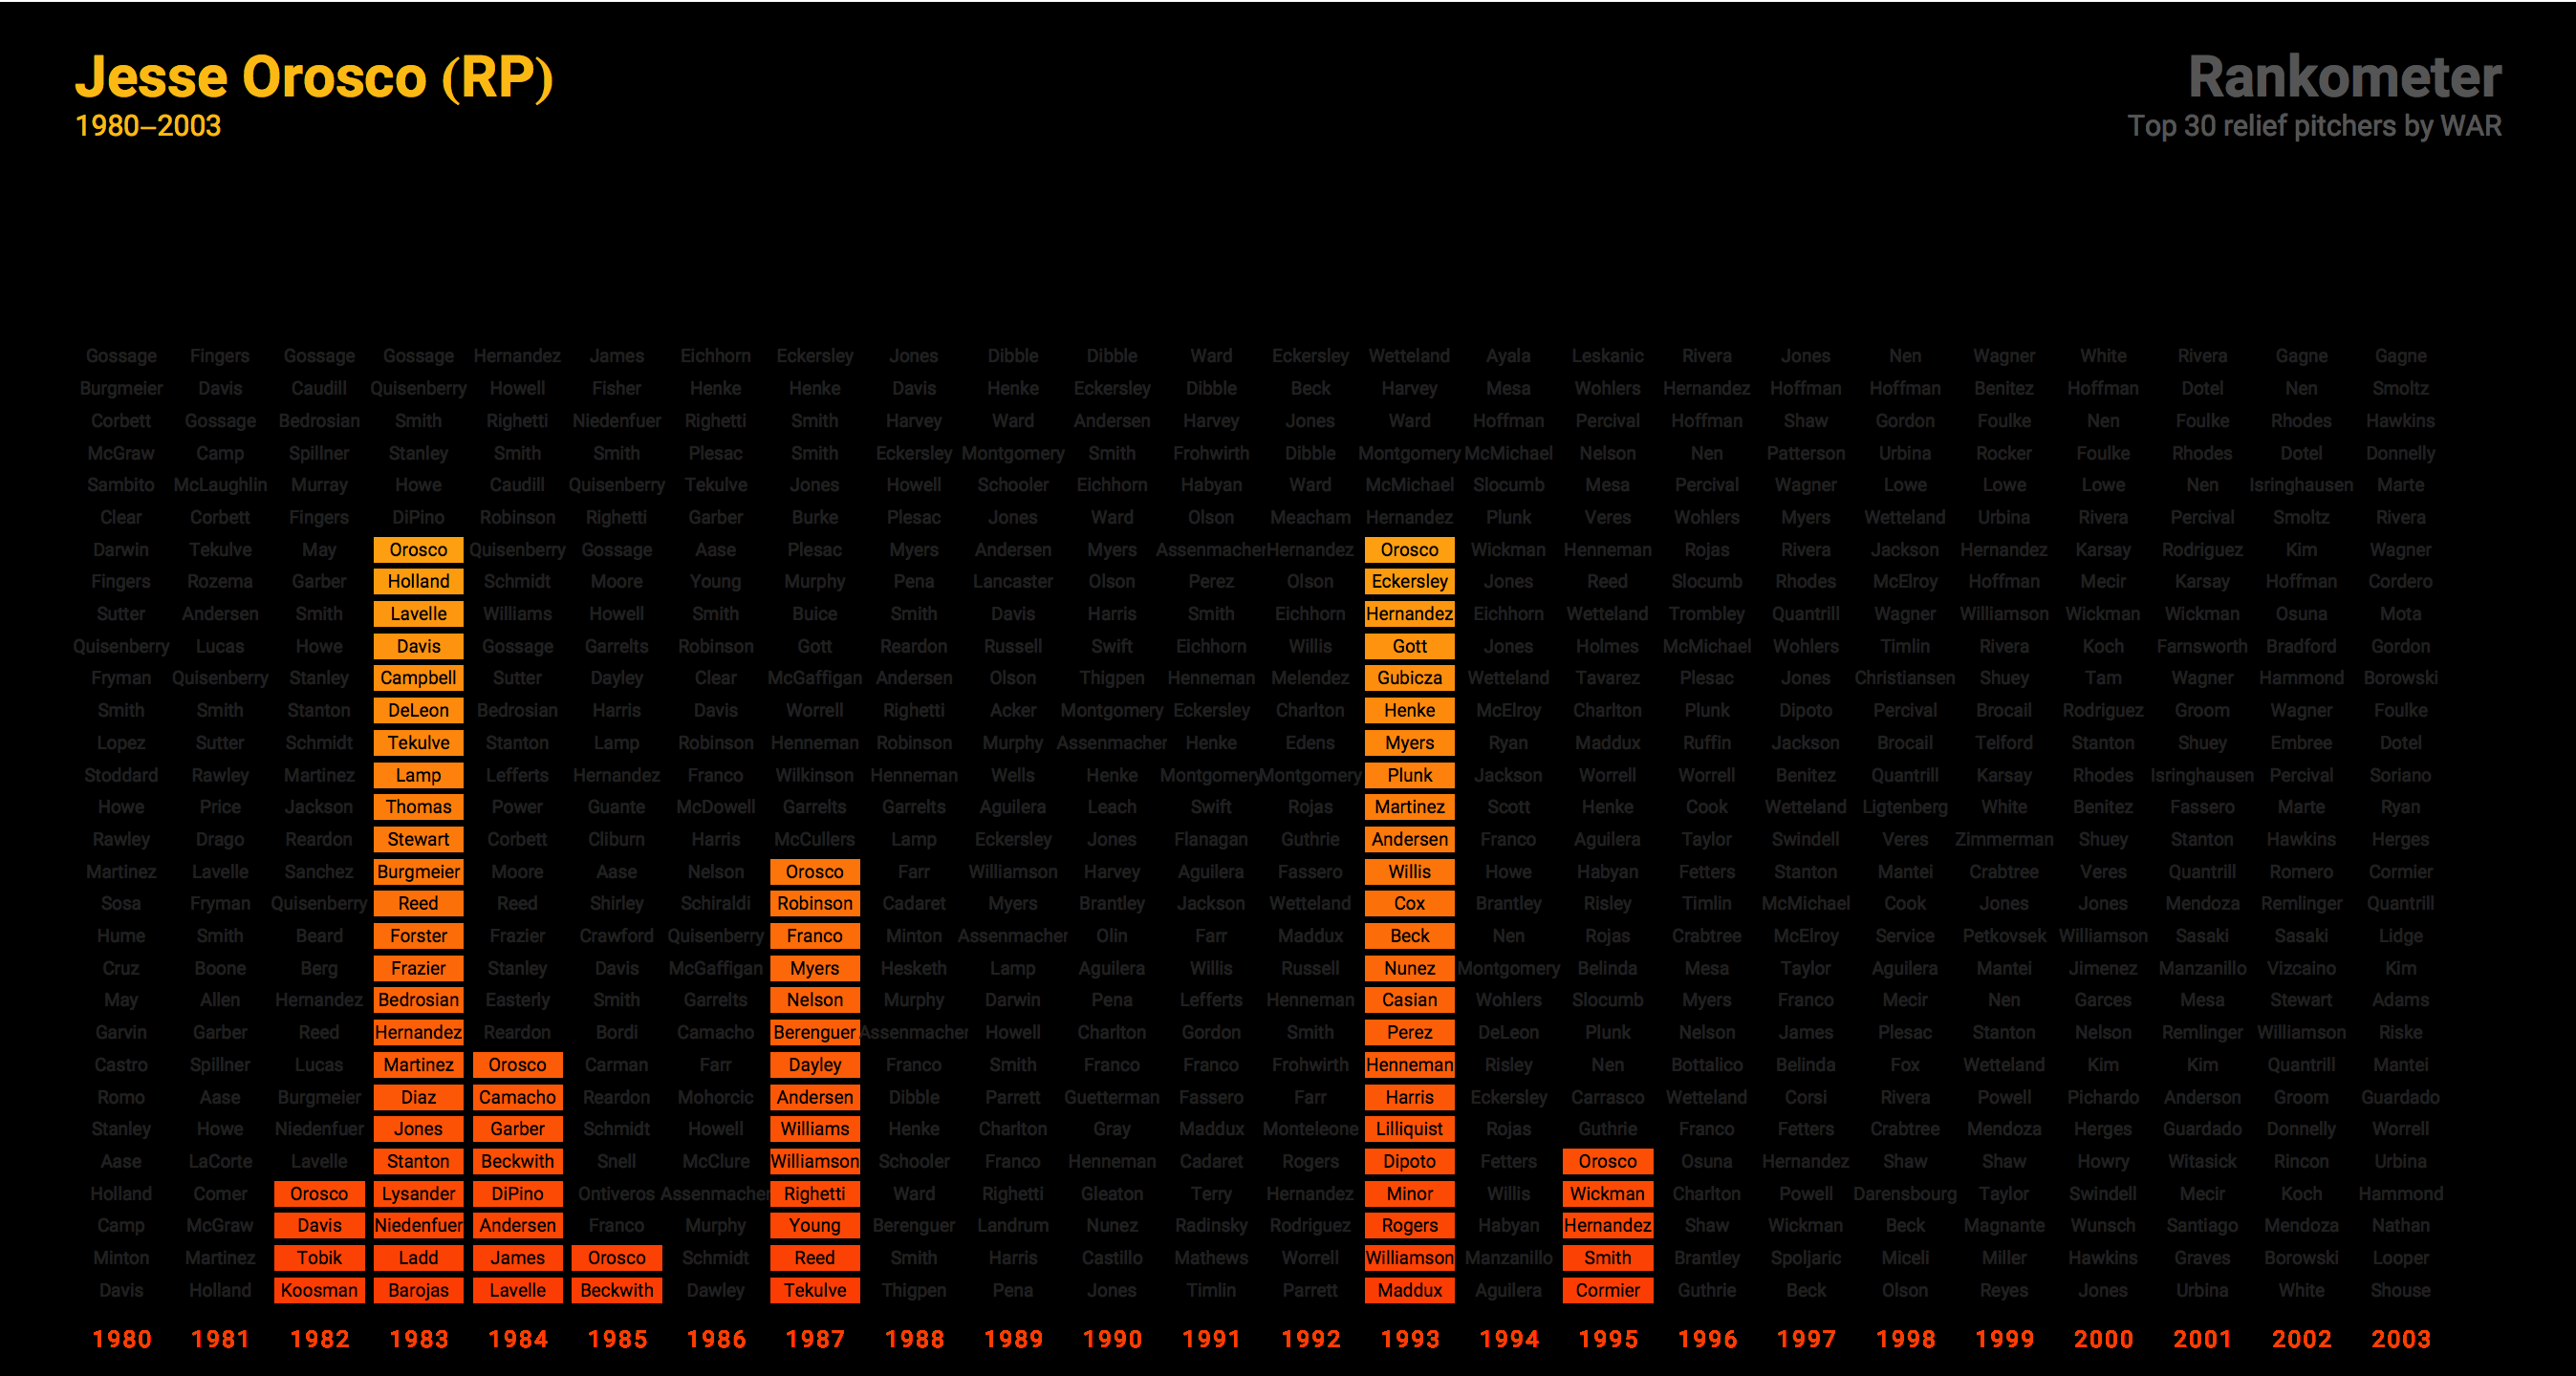 Jesse Orosco (RP)
1980–2003
Rankometer
Top 30 relief pitchers by WAR
Gossage Fingers Gossage Gossage Hernandez James Eichhorn Eckersley Jones Dibble Dibble Ward Eckersley Wetteland Ayala Leskanic Rivera Jones Nen Wagner White Rivera Gagne Gagne
Burgmeier Davis Caudill Quisenberry Howell Fisher Henke Henke Davis Henke Eckersley Dibble Beck Harvey Mesa Wohlers Hernandez Hoffman Hoffman Benitez Hoffman Dotel Nen Smoltz
Corbett Gossage Bedrosian Smith Righetti Niedenfuer Righetti Smith Harvey Ward Andersen Harvey Jones Ward Hoffman Percival Hoffman Shaw Gordon Foulke Nen Foulke Rhodes Hawkins
McGraw Camp Spillner Stanley Smith Smith Plesac Smith Eckersley Montgomery Smith Frohwirth Dibble Montgomery McMichael Nelson Nen Patterson Urbina Rocker Foulke Rhodes Dotel Donnelly
Sambito McLaughlin Murray Howe Caudill Quisenberry Tekulve Jones Howell Schooler Eichhorn Habyan Ward McMichael Slocumb Mesa Percival Wagner Lowe Lowe Lowe Nen Isringhausen Marte
Clear Corbett Fingers DiPino Robinson Righetti Garber Burke Plesac Jones Ward Olson Meacham Hernandez Plunk Veres Wohlers Myers Wetteland Urbina Rivera Percival Smoltz Rivera
Darwin Tekulve May Orosco Quisenberry Gossage Aase Plesac Myers Andersen Myers Assenmacher Hernandez Orosco Wickman Henneman Rojas Rivera Jackson Hernandez Karsay Rodriguez Kim Wagner
Fingers Rozema Garber Holland Schmidt Moore Young Murphy Pena Lancaster Olson Perez Olson Eckersley Jones Reed Slocumb Rhodes McElroy Hoffman Mecir Karsay Hoffman Cordero
Sutter Andersen Smith Lavelle Williams Howell Smith Buice Smith Davis Harris Smith Eichhorn Hernandez Eichhorn Wetteland Trombley Quantrill Wagner Williamson Wickman Wickman Osuna Mota
Quisenberry Lucas Howe Davis Gossage Garrelts Robinson Gott Reardon Russell Swift Eichhorn Willis Gott Jones Holmes McMichael Wohlers Timlin Rivera Koch Farnsworth Bradford Gordon
Fryman Quisenberry Stanley Campbell Sutter Dayley Clear McGaffigan Andersen Olson Thigpen Henneman Melendez Gubicza Wetteland Tavarez Plesac Jones Christiansen Shuey Tam Wagner Hammond Borowski
Smith Smith Stanton DeLeon Bedrosian Harris Davis Worrell Righetti Acker Montgomery Eckersley Charlton Henke McElroy Charlton Plunk Dipoto Percival Brocail Rodriguez Groom Wagner Foulke
Lopez Sutter Schmidt Tekulve Stanton Lamp Robinson Henneman Robinson Murphy Assenmacher Henke Edens Myers Ryan Maddux Ruffin Jackson Brocail Telford Stanton Shuey Embree Dotel
Stoddard Rawley Martinez Lamp Lefferts Hernandez Franco Wilkinson Henneman Wells Henke Montgomery Montgomery Plunk Jackson Worrell Worrell Benitez Quantrill Karsay Rhodes Isringhausen Percival Soriano
Howe Price Jackson Thomas Power Guante McDowell Garrelts Garrelts Aguilera Leach Swift Rojas Martinez Scott Henke Cook Wetteland Ligtenberg White Benitez Fassero Marte Ryan
Rawley Drago Reardon Stewart Corbett Cliburn Harris McCullers Lamp Eckersley Jones Flanagan Guthrie Andersen Franco Aguilera Taylor Swindell Veres Zimmerman Shuey Stanton Hawkins Herges
Martinez Lavelle Sanchez Burgmeier Moore Aase Nelson Orosco Farr Williamson Harvey Aguilera Fassero Willis Howe Habyan Fetters Stanton Mantei Crabtree Veres Quantrill Romero Cormier
Sosa Fryman Quisenberry Reed Reed Shirley Schiraldi Robinson Cadaret Myers Brantley Jackson Wetteland Cox Brantley Risley Timlin McMichael Cook Jones Jones Mendoza Remlinger Quantrill
Hume Smith Beard Forster Frazier Crawford Quisenberry Franco Minton Assenmacher Olin Farr Maddux Beck Nen Rojas Crabtree McElroy Service Petkovsek Williamson Sasaki Sasaki Lidge
Cruz Boone Berg Frazier Stanley Davis McGaffigan Myers Hesketh Lamp Aguilera Willis Russell Nunez Montgomery Belinda Mesa Taylor Aguilera Mantei Jimenez Manzanillo Vizcaino Kim
May Allen Hernandez Bedrosian Easterly Smith Garrelts Nelson Murphy Darwin Pena Lefferts Henneman Casian Wohlers Slocumb Myers Franco Mecir Nen Garces Mesa Stewart Adams
Garvin Garber Reed Hernandez Reardon Bordi Camacho Berenguer Assenmacher Howell Charlton Gordon Smith Perez DeLeon Plunk Nelson James Plesac Stanton Nelson Remlinger Williamson Riske
Castro Spillner Lucas Martinez Orosco Carman Farr Dayley Franco Smith Franco Franco Frohwirth Henneman Risley Nen Bottalico Belinda Fox Wetteland Kim Kim Quantrill Mantei
Romo Aase Burgmeier Diaz Camacho Reardon Mohorcic Andersen Dibble Parrett Guetterman Fassero Farr Harris Eckersley Carrasco Wetteland Corsi Rivera Powell Pichardo Anderson Groom Guardado
Stanley Howe Niedenfuer Jones Garber Schmidt Howell Williams Henke Charlton Gray Maddux Monteleone Lilliquist Rojas Guthrie Franco Fetters Crabtree Mendoza Herges Guardado Donnelly Worrell
Aase LaCorte Lavelle Stanton Beckwith Snell McClure Williamson Schooler Franco Henneman Cadaret Rogers Dipoto Fetters Orosco Osuna Hernandez Shaw Shaw Howry Witasick Rincon Urbina
Holland Comer Orosco Lysander DiPino Ontiveros Assenmacher Righetti Ward Righetti Gleaton Terry Hernandez Minor Willis Wickman Charlton Powell Darensbourg Taylor Swindell Mecir Koch Hammond
Camp McGraw Davis Niedenfuer Andersen Franco Murphy Young Berenguer Landrum Nunez Radinsky Rodriguez Rogers Habyan Hernandez Shaw Wickman Beck Magnante Wunsch Santiago Mendoza Nathan
Minton Martinez Tobik Ladd James Orosco Schmidt Reed Smith Harris Castillo Mathews Worrell Williamson Manzanillo Smith Brantley Spoljaric Miceli Miller Hawkins Graves Borowski Looper
Davis Holland Koosman Barojas Lavelle Beckwith Dawley Tekulve Thigpen Pena Jones Timlin Parrett Maddux Aguilera Cormier Guthrie Beck Olson Reyes Jones Urbina White Shouse
1980 1981 1982 1983 1984 1985 1986 1987 1988 1989 1990 1991 1992 1993 1994 1995 1996 1997 1998 1999 2000 2001 2002 2003